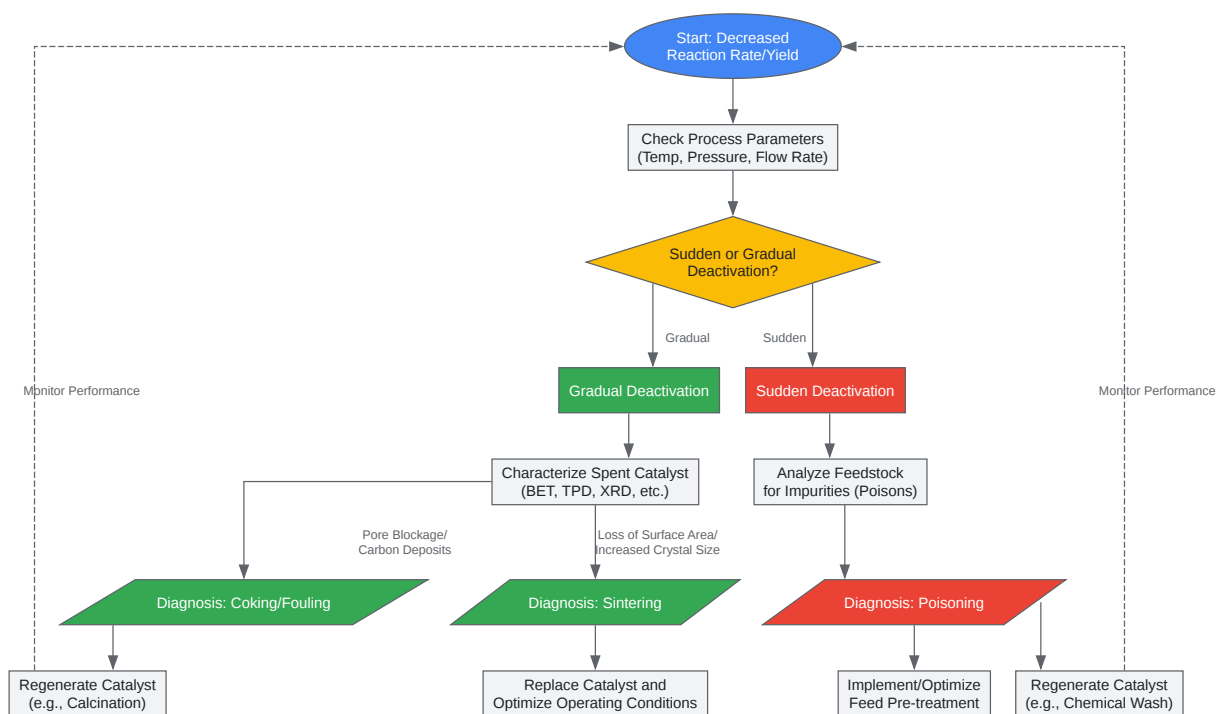 Start: Decreased
Reaction Rate/Yield
Check Process Parameters
(Temp, Pressure, Flow Rate)
Sudden or Gradual
Deactivation?
Gradual
Sudden
Monitor Performance
Gradual Deactivation
Sudden Deactivation
Monitor Performance
Characterize Spent Catalyst
(BET, TPD, XRD, etc.)
Analyze Feedstock
for Impurities (Poisons)
Pore Blockage/
Carbon Deposits
Loss of Surface Area/
Increased Crystal Size
Diagnosis: Coking/Fouling
Diagnosis: Sintering
Diagnosis: Poisoning
Regenerate Catalyst
(e.g., Calcination)
Replace Catalyst and
Optimize Operating Conditions
Implement/Optimize
Feed Pre-treatment
Regenerate Catalyst
(e.g., Chemical Wash)